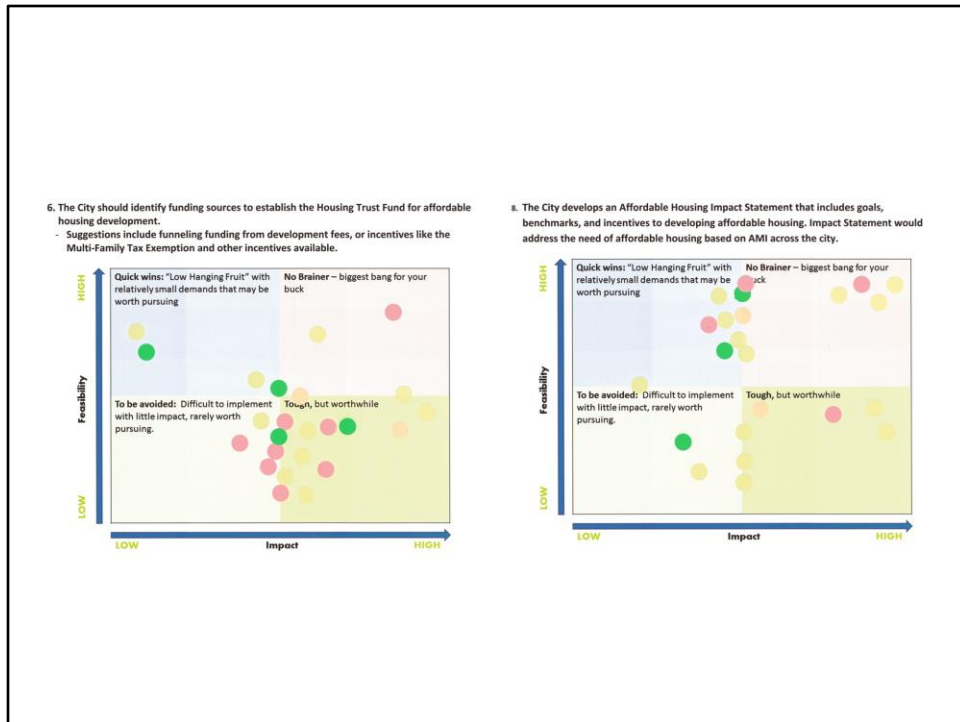 6. The City should identify funding sources to establish the Housing Trust Fund for affordable
housing development.
- Suggestions include funneling funding from development fees, or incentives like the
Multi-Family Tax Exemption and other incentives available.
HIGH
Feasibility
LOW
Quick wins: "Low Hanging Fruit" with
relatively small demands that may be
worth pursuing
No Brainer – biggest bang for your
buck
To be avoided: Difficult to implement
with little impact, rarely worth
pursuing.
Tough, but worthwhile
LOW
Impact
HIGH
8. The City develops an Affordable Housing Impact Statement that includes goals,
benchmarks, and incentives to developing affordable housing. Impact Statement would
address the need of affordable housing based on AMI across the city.
HIGH
Feasibility
LOW
Quick wins: "Low Hanging Fruit" with
relatively small demands that may be
worth pursuing
No Brainer – biggest bang for your
buck
To be avoided: Difficult to implement
with little impact, rarely worth
pursuing.
Tough, but worthwhile
LOW
Impact
HIGH